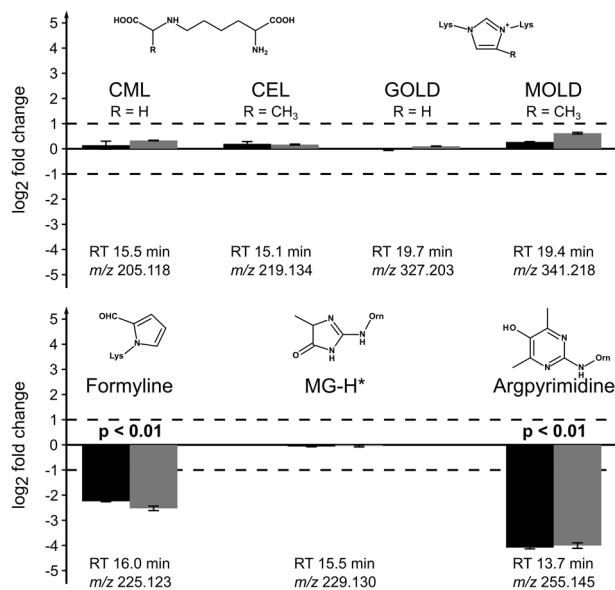 HOOC NH COOH
R NH₂
Lys N N⁺ Lys
R
CML CEL GOLD MOLD
R = H R = CH₃ R = H R = CH₃
log₂ fold change
5
4
3
2
1
0
-1
-2
-3
-4
-5
RT 15.5 min RT 15.1 min RT 19.7 min RT 19.4 min
m/z 205.118 m/z 219.134 m/z 327.203 m/z 341.218
OHC N Lys
N N H O N H Orn
HO N N N H Orn
Formyline MG-H* Argpyrimidine
p < 0.01 p < 0.01
log₂ fold change
5
4
3
2
1
0
-1
-2
-3
-4
-5
RT 16.0 min RT 15.5 min RT 13.7 min
m/z 225.123 m/z 229.130 m/z 255.145